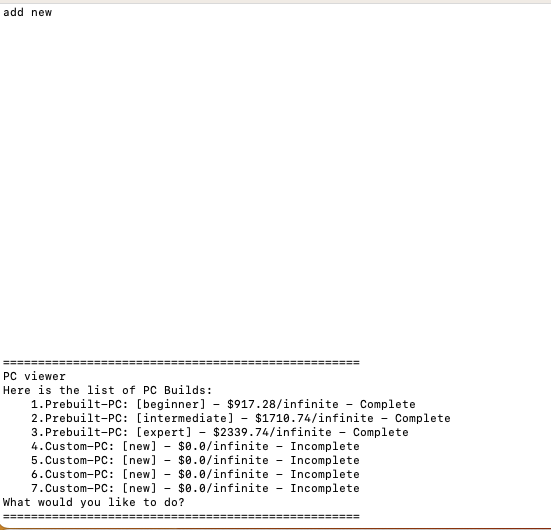 add new
===================================================
PC viewer
Here is the list of PC Builds:
    1.Prebuilt-PC: [beginner] – $917.28/infinite – Complete
    2.Prebuilt-PC: [intermediate] – $1710.74/infinite – Complete
    3.Prebuilt-PC: [expert] – $2339.74/infinite – Complete
    4.Custom-PC: [new] – $0.0/infinite – Incomplete
    5.Custom-PC: [new] – $0.0/infinite – Incomplete
    6.Custom-PC: [new] – $0.0/infinite – Incomplete
    7.Custom-PC: [new] – $0.0/infinite – Incomplete
What would you like to do?
===================================================